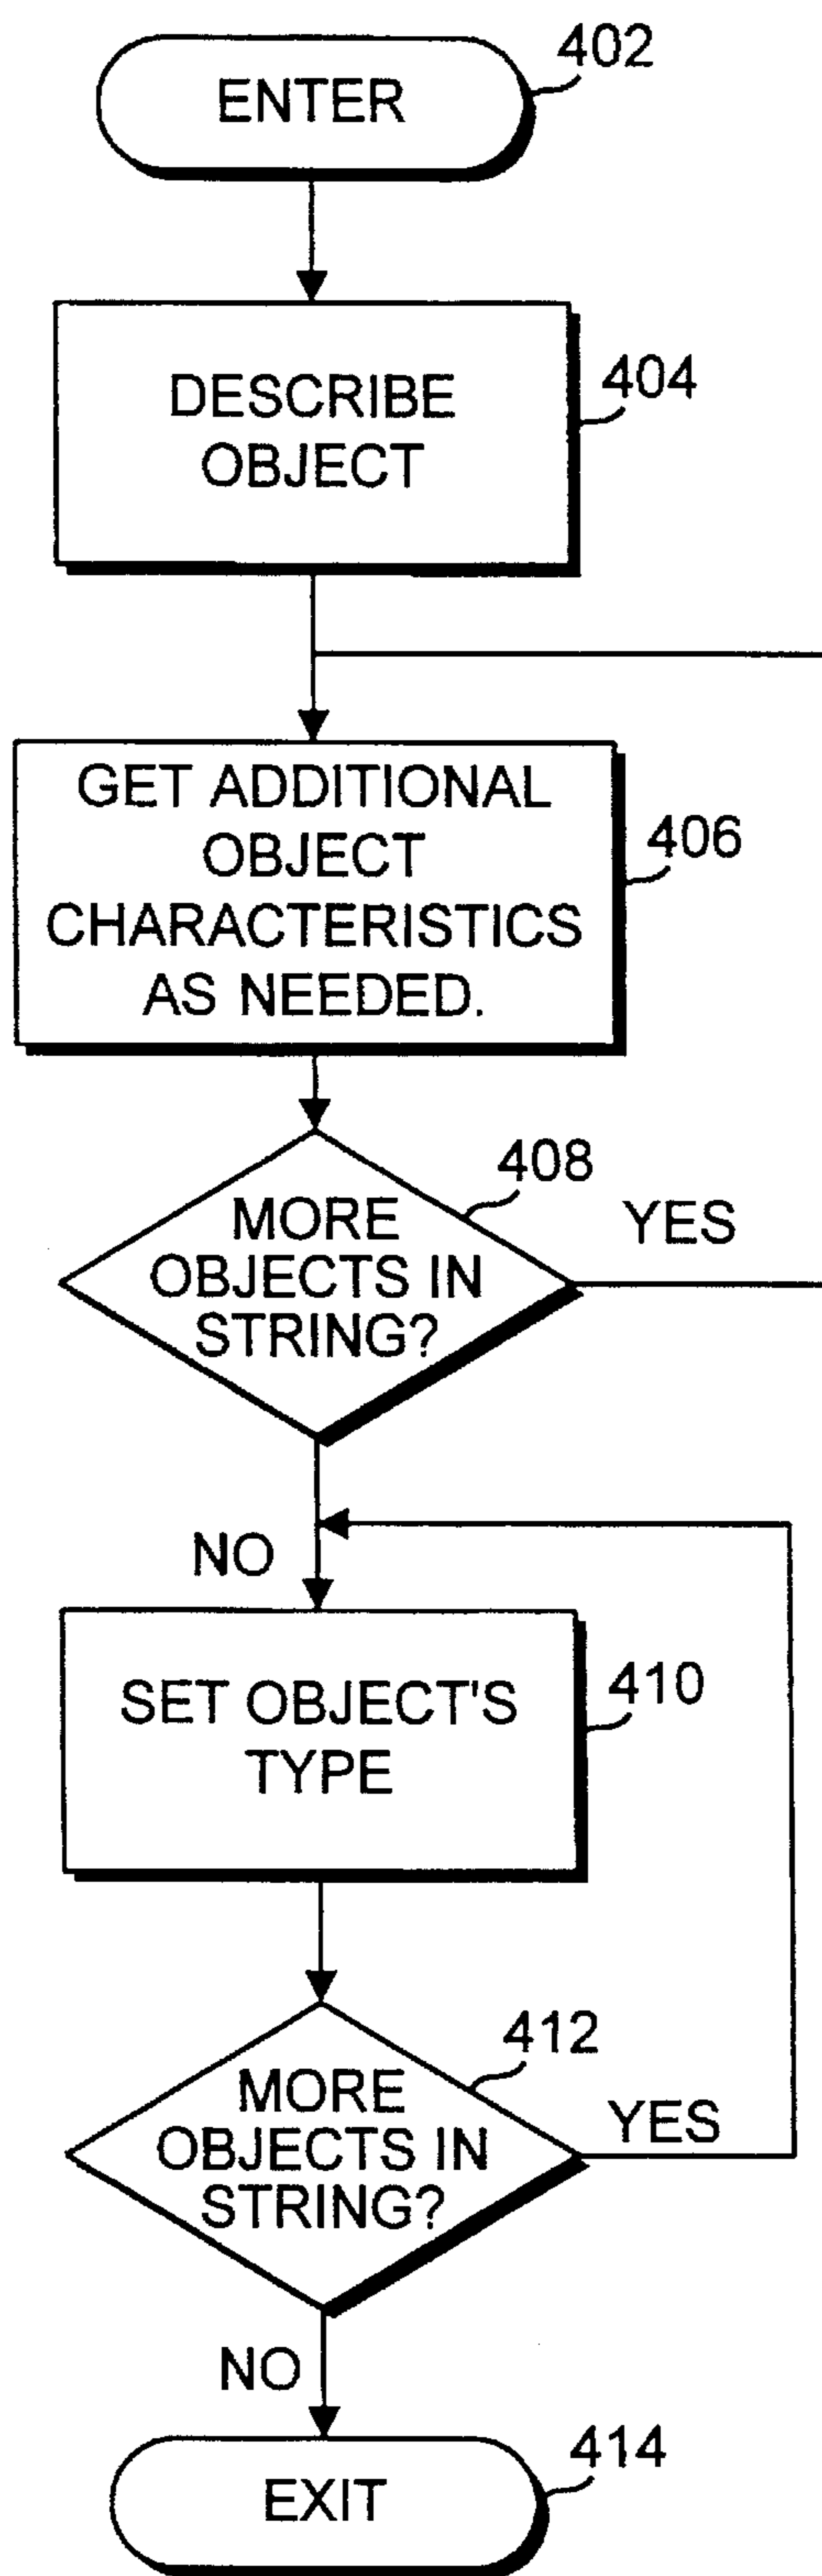 402
ENTER
404
DESCRIBE
OBJECT
GET ADDITIONAL
OBJECT
CHARACTERISTICS
AS NEEDED.
406
408
MORE
OBJECTS IN
STRING?
YES
NO
SET OBJECT'S
TYPE
410
412
MORE
OBJECTS IN
STRING?
YES
NO
414
EXIT